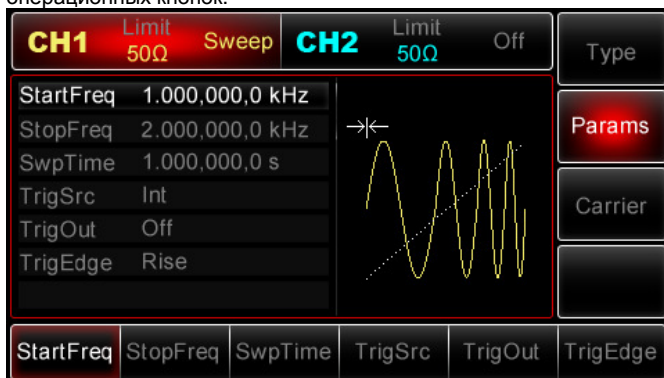 операционных кнопок.
CH1 Limit 50Ω Sweep CH2 Limit 50Ω Off
Type
StartFreq 1.000,000,0 kHz
StopFreq 2.000,000,0 kHz
Params
SwpTime 1.000,000,0 s
TrigSrc Int
Carrier
TrigOut Off
TrigEdge Rise
StartFreq StopFreq SwpTime TrigSrc TrigOut TrigEdge